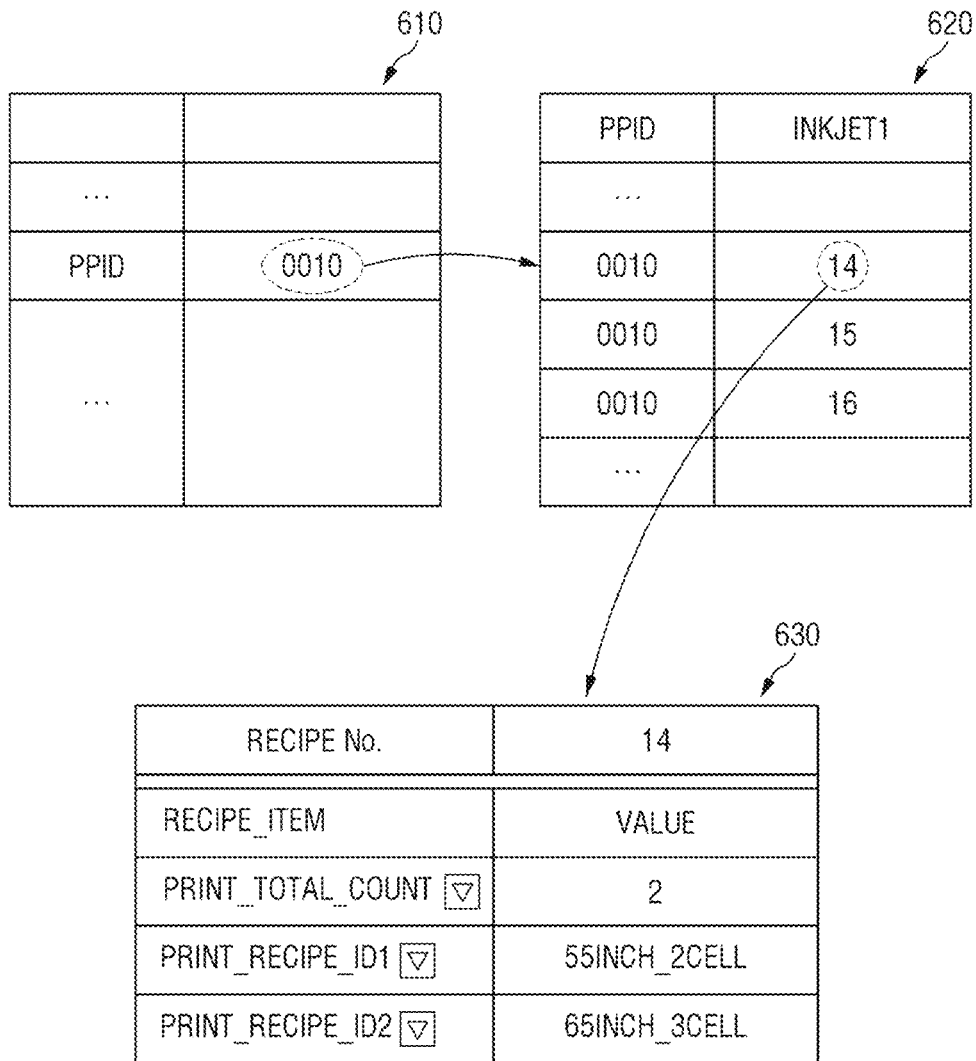 610
620
PPID INKJET1
... ...
PPID 0010 0010 14
0010 15
... 0010 16
...
630
RECIPE No. 14
RECIPE_ITEM VALUE
PRINT_TOTAL_COUNT 2
PRINT_RECIPE_ID1 55INCH_2CELL
PRINT_RECIPE_ID2 65INCH_3CELL